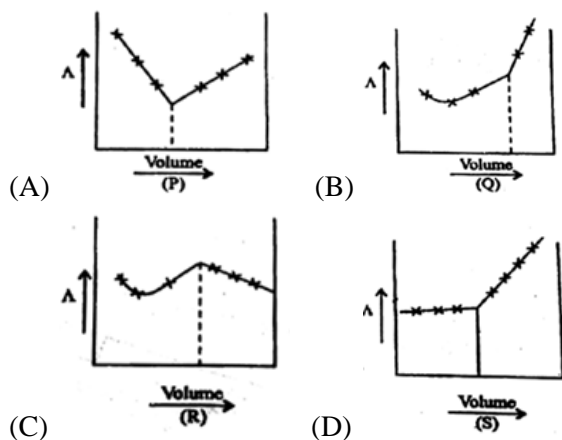 Λ
Λ
(A)
Volume
(P)
(B)
Volume
(Q)
Λ
Λ
(C)
Volume
(R)
(D)
Volume
(S)